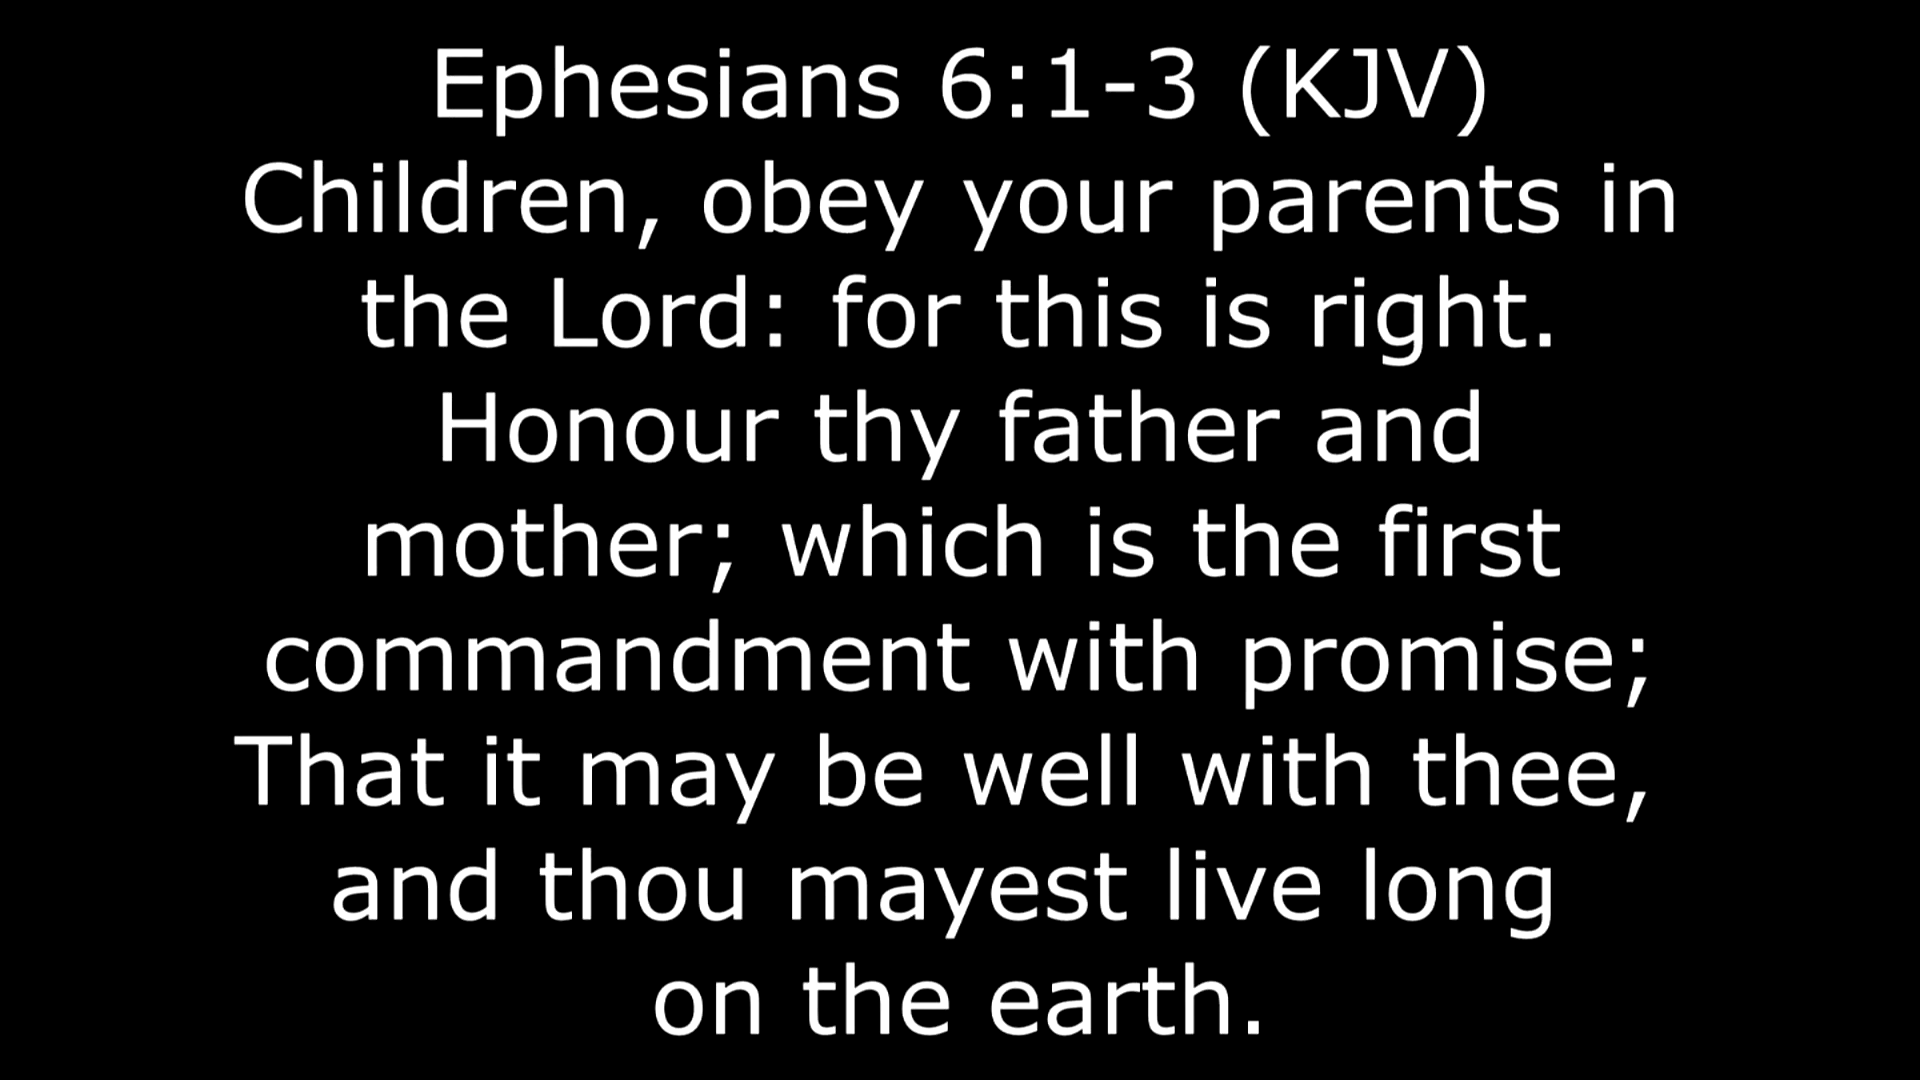 Ephesians 6:1-3 (KJV)
Children, obey your parents in
the Lord: for this is right.
Honour thy father and
mother; which is the first
commandment with promise;
That it may be well with thee,
and thou mayest live long
on the earth.